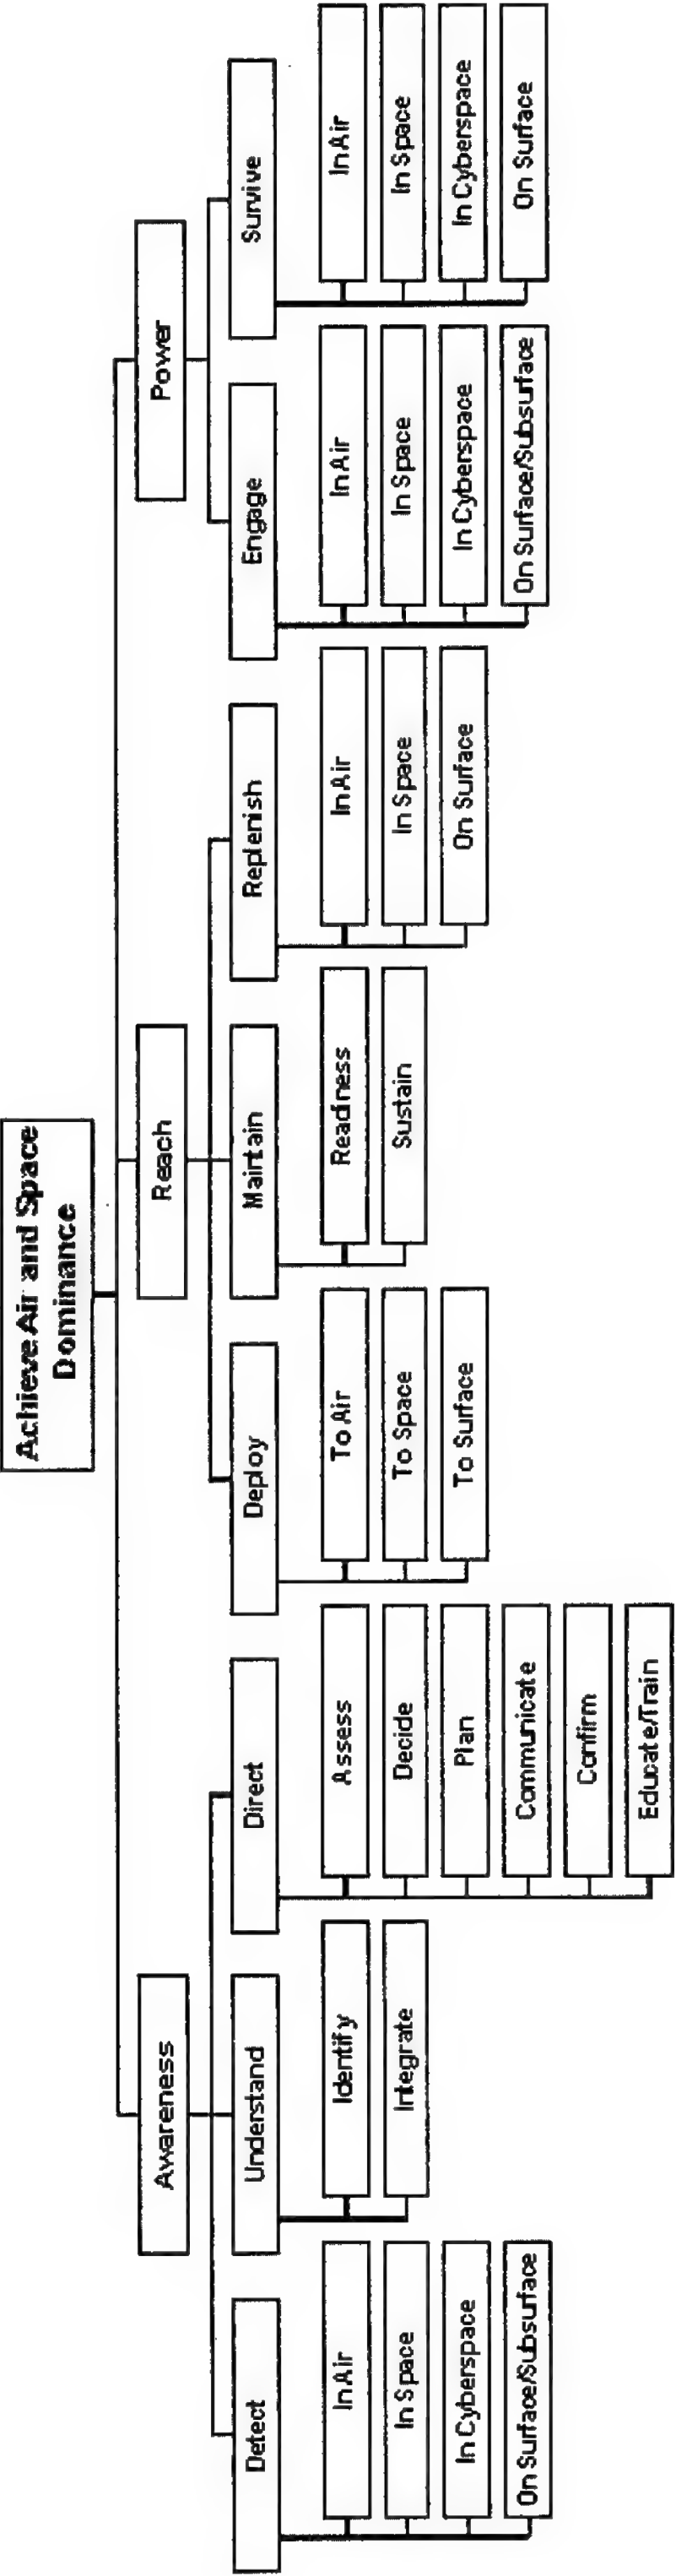 Achieve Air and Space
Dominance
Awareness
Reach
Power
Detect
Understand
Direct
Deploy
Maintain
Replenish
Engage
Survive
In Air
In Space
In Cyberspace
On Surface/Subsurface
Identify
Integrate
Assess
Decide
Plan
Communicate
Confirm
Educate/Train
To Air
To Space
To Surface
Readiness
Sustain
In Air
In Space
On Surface
In Air
In Space
In Cyberspace
On Surface/Subsurface
In Air
In Space
In Cyberspace
On Surface